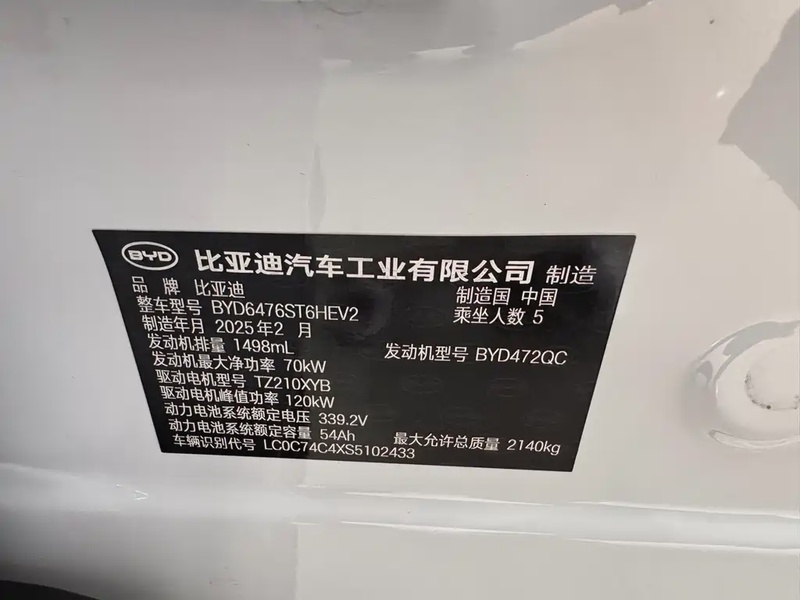 BYD 比亚迪汽车工业有限公司 制造
品 牌 比亚迪 制造国 中国
整车型号 BYD6476ST6HEV2 乘坐人数 5
制造年月 2025年2 月
发动机排量 1498mL 发动机型号 BYD472QC
发动机最大净功率 70kW
驱动电机型号 TZ210XYB
驱动电机峰值功率 120kW
动力电池系统额定电压 339.2V
动力电池系统额定容量 54Ah 最大允许总质量 2140kg
车辆识别代号 LC0C74C4XS5102433